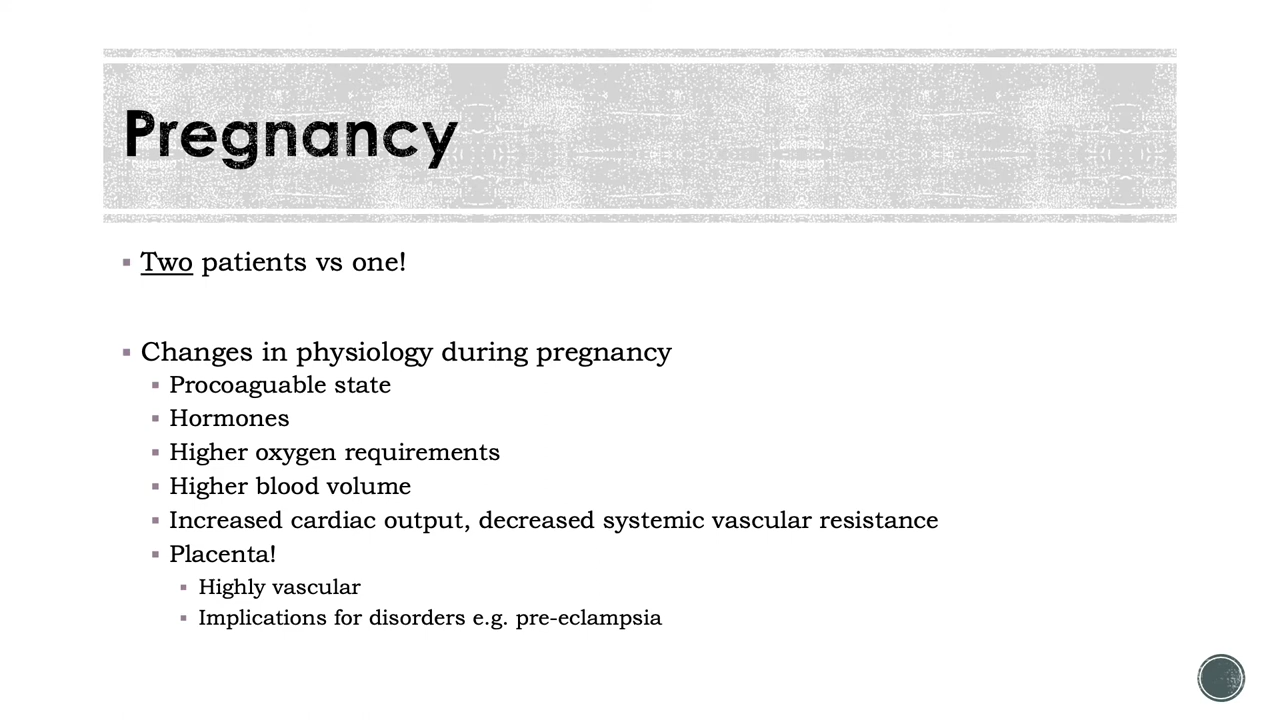 Pregnancy
Two patients vs one!
Changes in physiology during pregnancy
Procoaguable state
Hormones
Higher oxygen requirements
Higher blood volume
Increased cardiac output, decreased systemic vascular resistance
Placenta!
Highly vascular
Implications for disorders e.g. pre-eclampsia